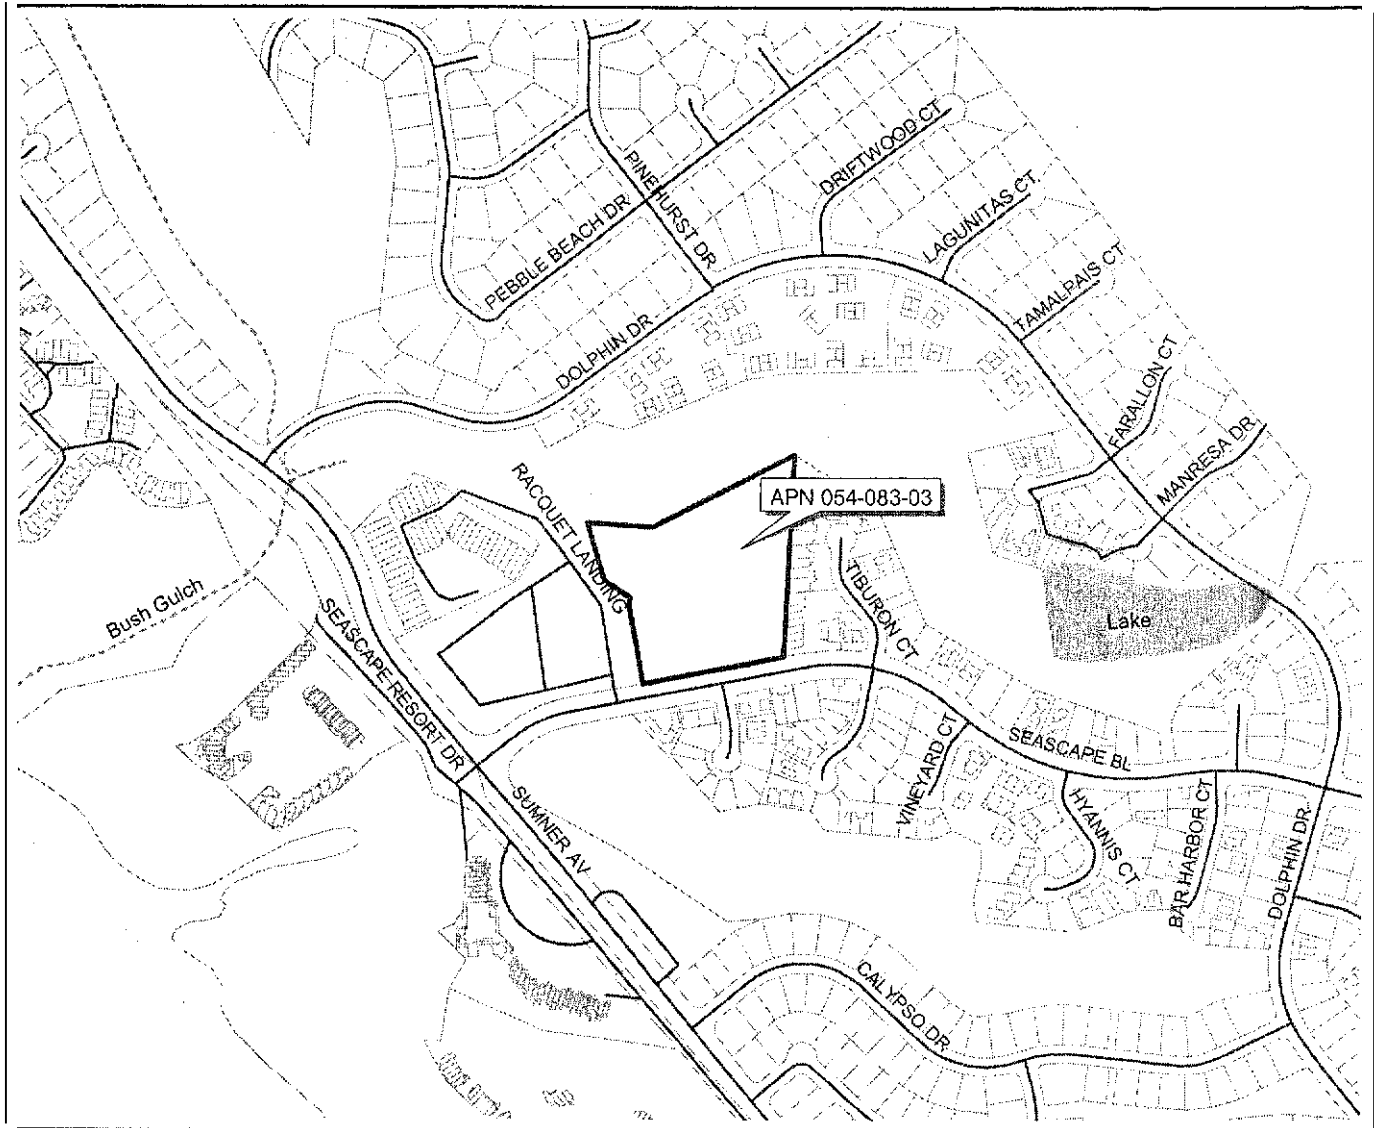 DRIFTWOOD CT
PINEHURST DR
LAGUNITAS CT
PEBBLE BEACH DR
TAMALPAIS CT
DOLPHIN DR
FARALLON CT
MANRESA DR
RACQUET LANDING
APN 054-083-03
TIBURON CT
Bush Gulch
Lake
SEASCAPE RESORT DR
SEASCAPE BL
VINEYARD CT
SUMNER AV
HYANNIS CT
BAR HARBOR CT
DOLPHIN DR
CALYPSO DR